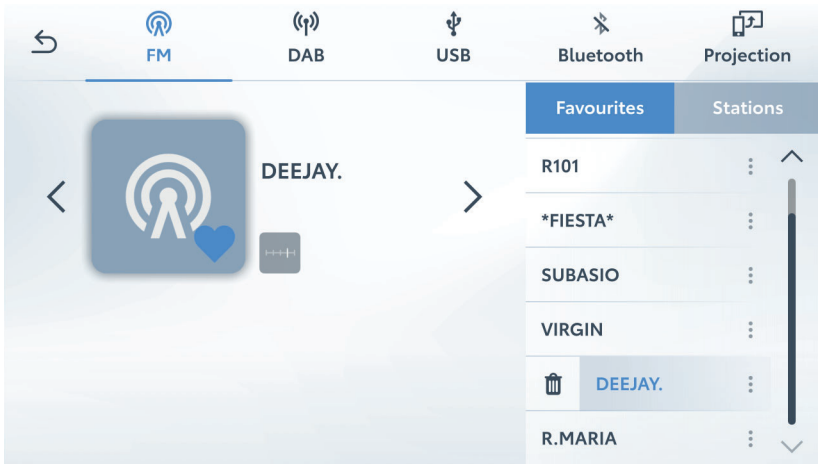 FM
DAB
USB
Bluetooth
Projection
Favourites
Stations
DEEJAY.
R101
*FIESTA*
SUBASIO
VIRGIN
DEEJAY.
R.MARIA